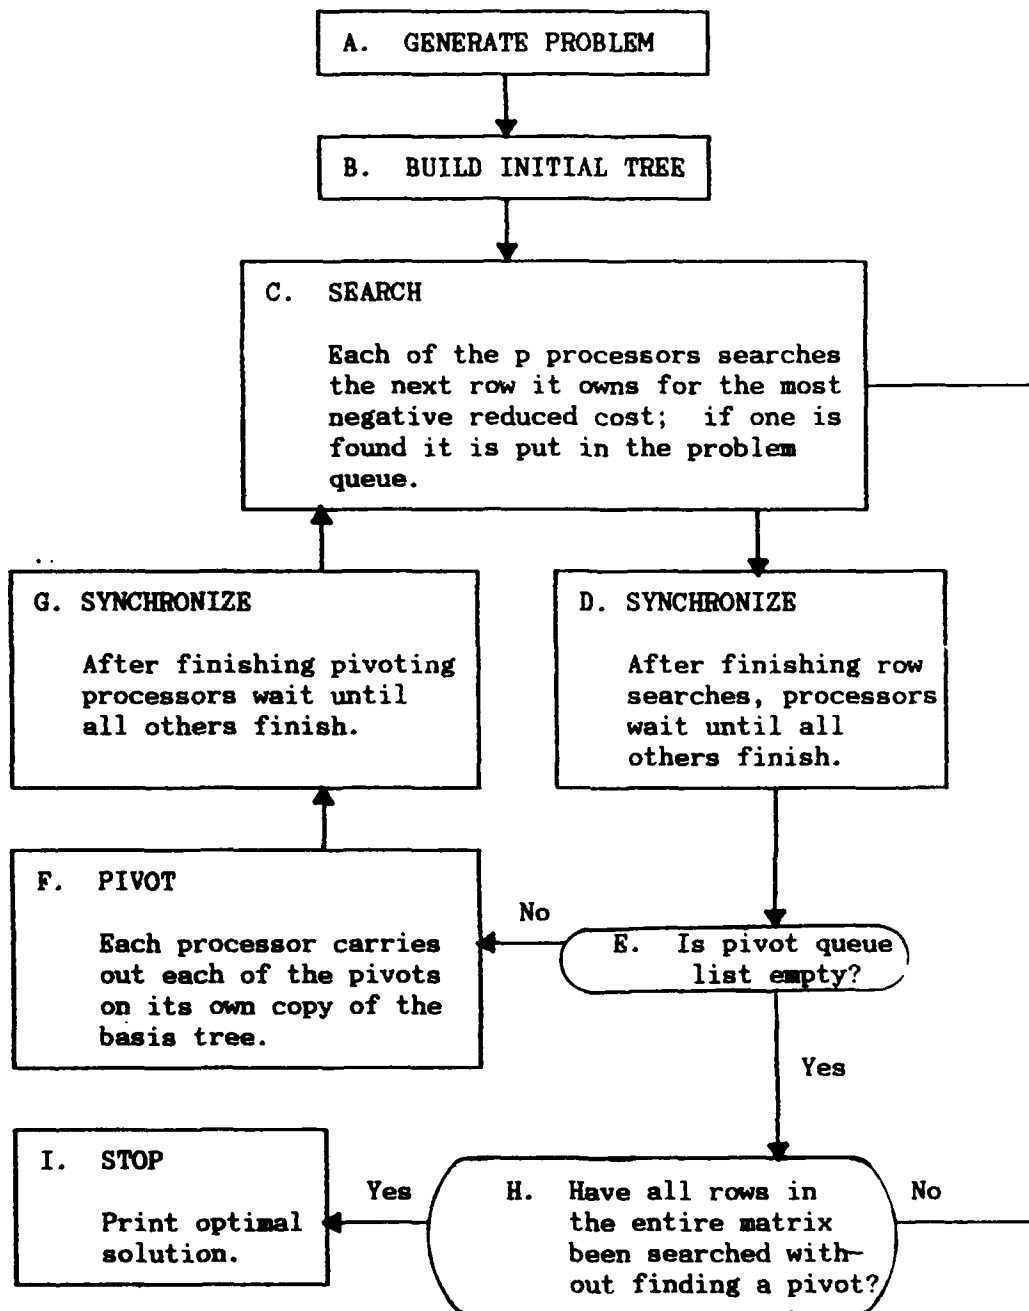 A. GENERATE PROBLEM
B. BUILD INITIAL TREE
C. SEARCH
Each of the p processors searches
the next row it owns for the most
negative reduced cost; if one is
found it is put in the problem
queue.
G. SYNCHRONIZE
After finishing pivoting
processors wait until
all others finish.
D. SYNCHRONIZE
After finishing row
searches, processors
wait until all
others finish.
F. PIVOT
Each processor carries
out each of the pivots
on its own copy of the
basis tree.
No
E. Is pivot queue
list empty?
Yes
I. STOP
Print optimal
solution.
Yes
H. Have all rows in
the entire matrix
been searched with-
out finding a pivot?
No